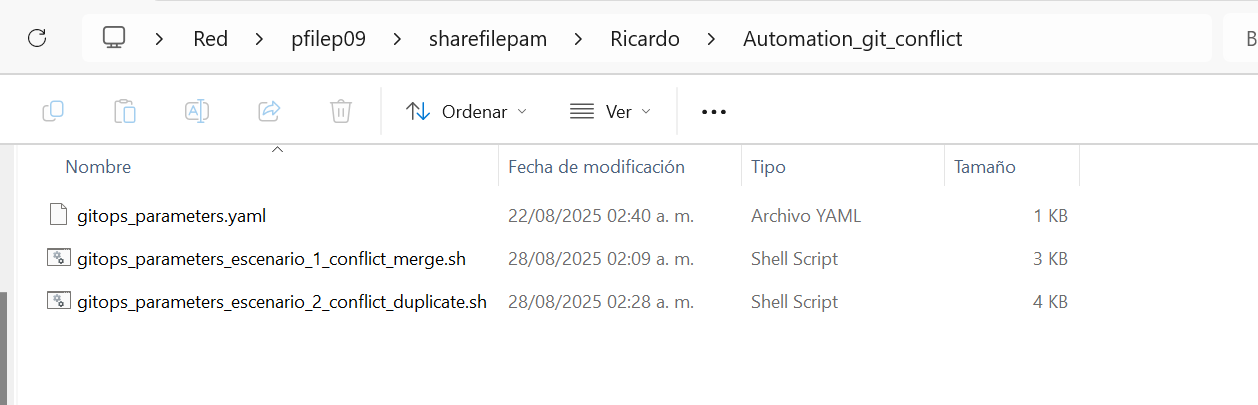 Red > pfilep09 > sharefilepam > Ricardo > Automation_git_conflict B
Ordenar Ver
Nombre Fecha de modificación Tipo Tamaño
gitops_parameters.yaml 22/08/2025 02:40 a. m. Archivo YAML 1 KB
gitops_parameters_escenario_1_conflict_merge.sh 28/08/2025 02:09 a. m. Shell Script 3 KB
gitops_parameters_escenario_2_conflict_duplicate.sh 28/08/2025 02:28 a. m. Shell Script 4 KB